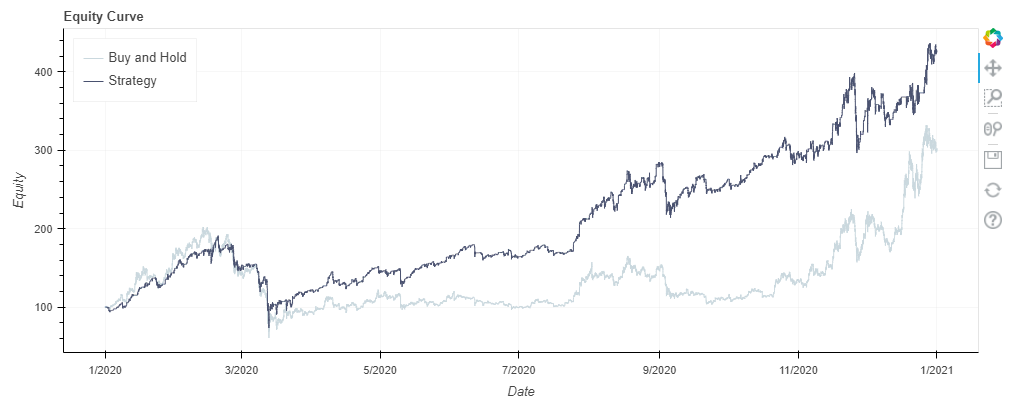 Equity Curve
Buy and Hold
Strategy
400
300
200
100
Equity
1/2020
3/2020
5/2020
7/2020
9/2020
11/2020
1/2021
Date
?